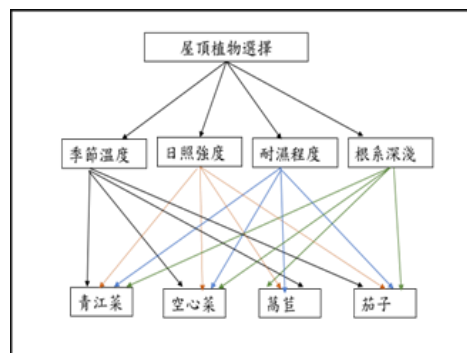 屋頂植物選擇
季節溫度
日照強度
耐濕程度
根系深淺
青江菜
空心菜
萵苣
茄子